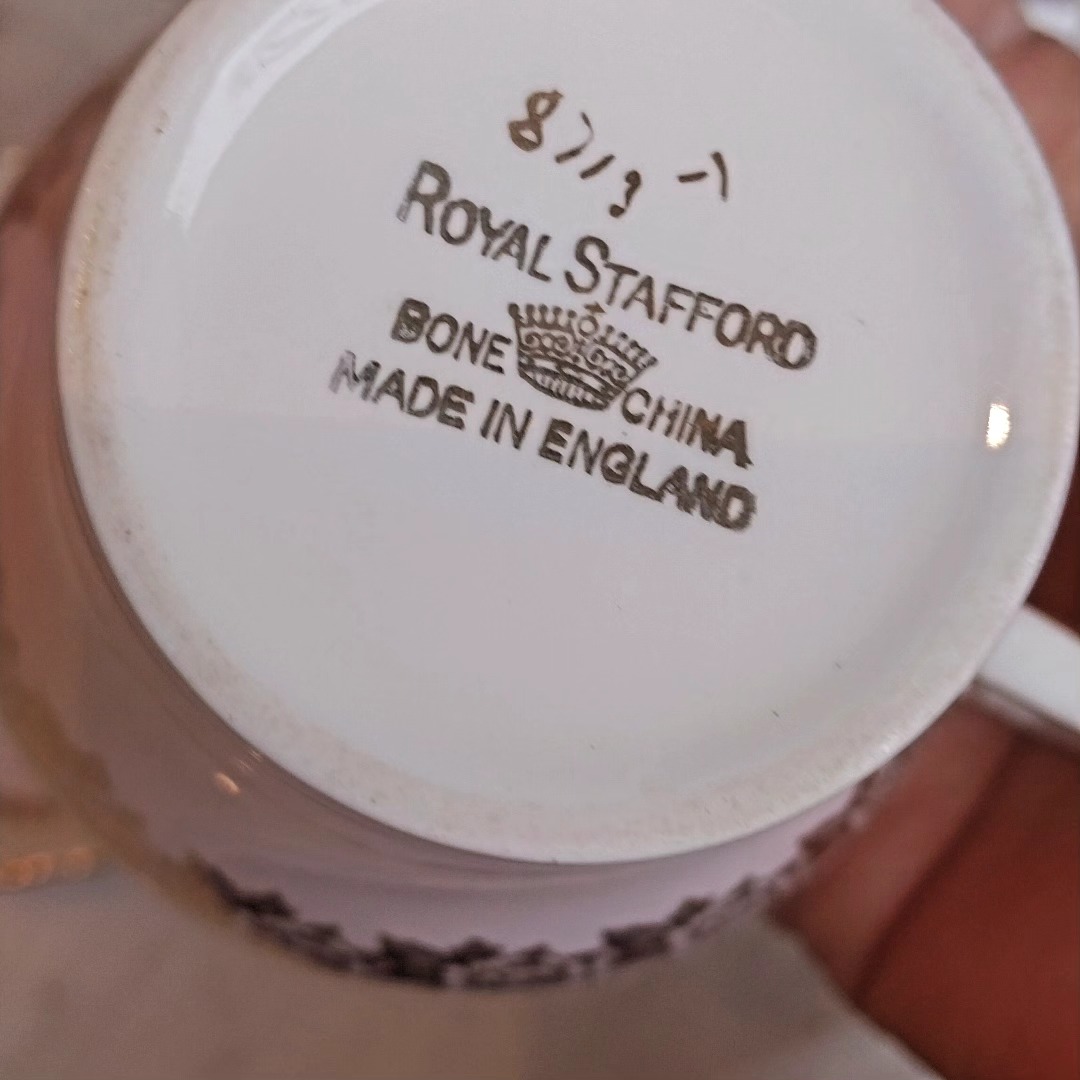 ROYAL STAFFORD
BONE CHINA
MADE IN ENGLAND